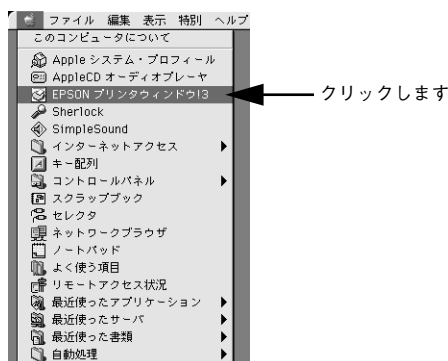 ファイル 編集 表示 特別 ヘルプ
このコンピュータについて
Apple システム・プロフィール
AppleCD オーディオプレーヤ
EPSON プリンタウィンドウ!3
クリックします
Sherlock
SimpleSound
インターネットアクセス
キー配列
コントロールパネル
スクラップブック
セレクタ
ネットワークブラウザ
ノートパッド
よく使う項目
リモートアクセス状況
最近使ったアプリケーション
最近使ったサーバ
最近使った書類
自動処理